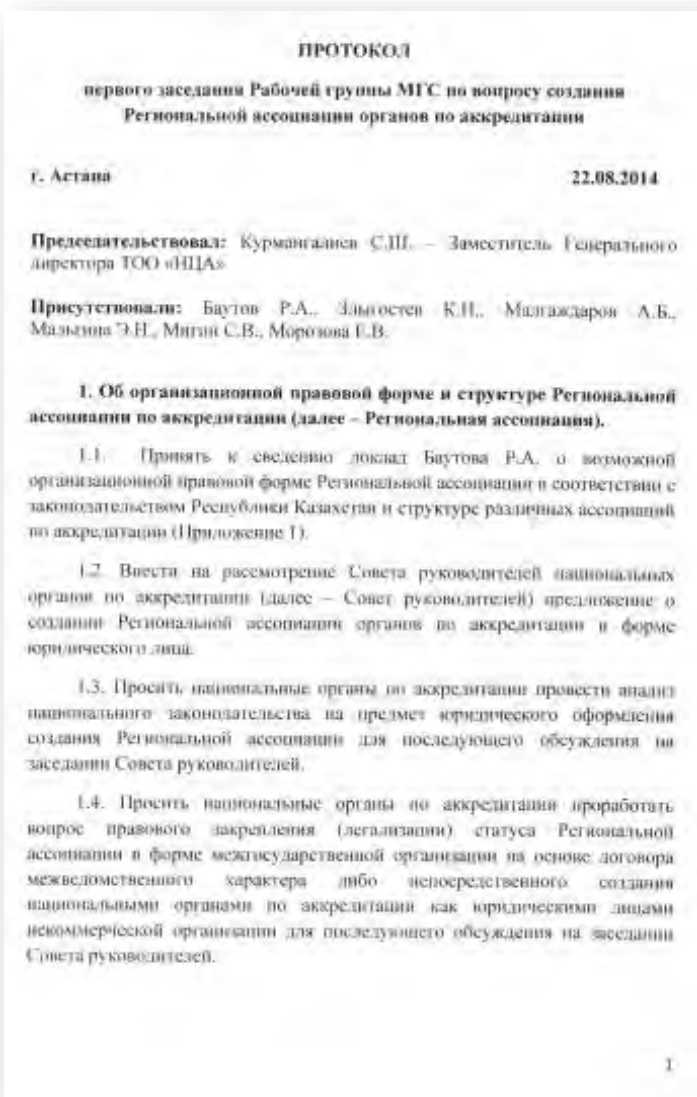 ПРОТОКОЛ
первого заседания Рабочей группы МГС по вопросу создания
Региональной ассоциации органов по аккредитации
г. Астана 22.08.2014
Председательствовал: Курмангалиев С.Ш. – Заместитель Генерального
директора ТОО «НЦА»
Присутствовали: Баутов Р.А., К.Н., Малгаждаров А.Б.,
Э.Н., Мигин С.В., Морозова Е.В.
1. Об организационной правовой форме и структуре Региональной
ассоциации по аккредитации (далее – Региональная ассоциация).
1.1. Принять к сведению доклад Баутова Р.А. о возможной
организационной правовой форме Региональной ассоциации в соответствии с
законодательством Республики Казахстан и структуре различных ассоциаций
по аккредитации (Приложение 1).
1.2. Внести на рассмотрение Совета руководителей национальных
органов по аккредитации (далее – Совет руководителей) предложение о
создании Региональной ассоциации органов по аккредитации в форме
юридического лица.
1.3. Просить национальные органы по аккредитации провести анализ
национального законодательства на предмет юридического оформления
создания Региональной ассоциации для последующего обсуждения на
заседании Совета руководителей.
1.4. Просить национальные органы по аккредитации проработать
вопрос правового закрепления (легализации) статуса Региональной
ассоциации в форме межгосударственной организации на основе договора
межведомственного характера либо непосредственного создания
национальными органами по аккредитации как юридическими лицами
некоммерческой организации для последующего обсуждения на заседании
Совета руководителей.
1